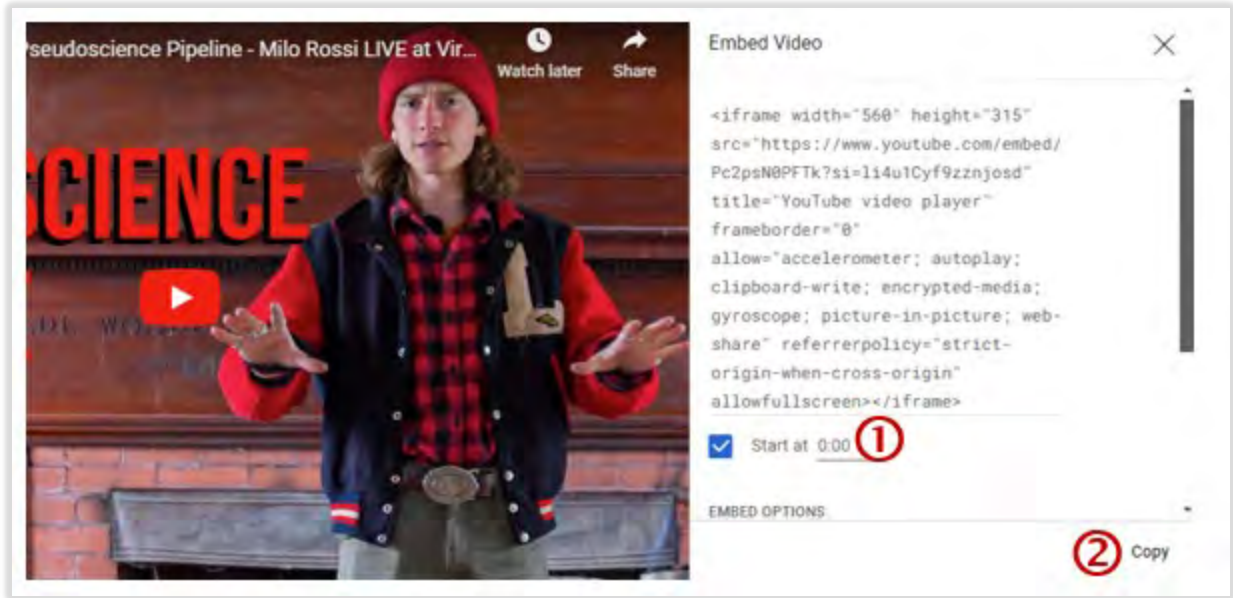 Pseudoscience Pipeline - Milo Rossi LIVE at Vir...
Watch later
Share
SCIENCE
Embed Video
<iframe width="560" height="315"
src="https://www.youtube.com/embed/
Pc2psN0PFTk?si=li4u1Cyf9zznjosd"
title="YouTube video player"
frameborder="0"
allow="accelerometer; autoplay;
clipboard-write; encrypted-media;
gyroscope; picture-in-picture; web-
share" referrerpolicy="strict-
origin-when-cross-origin"
allowfullscreen></iframe>
Start at 0:00 1
EMBED OPTIONS
2 Copy